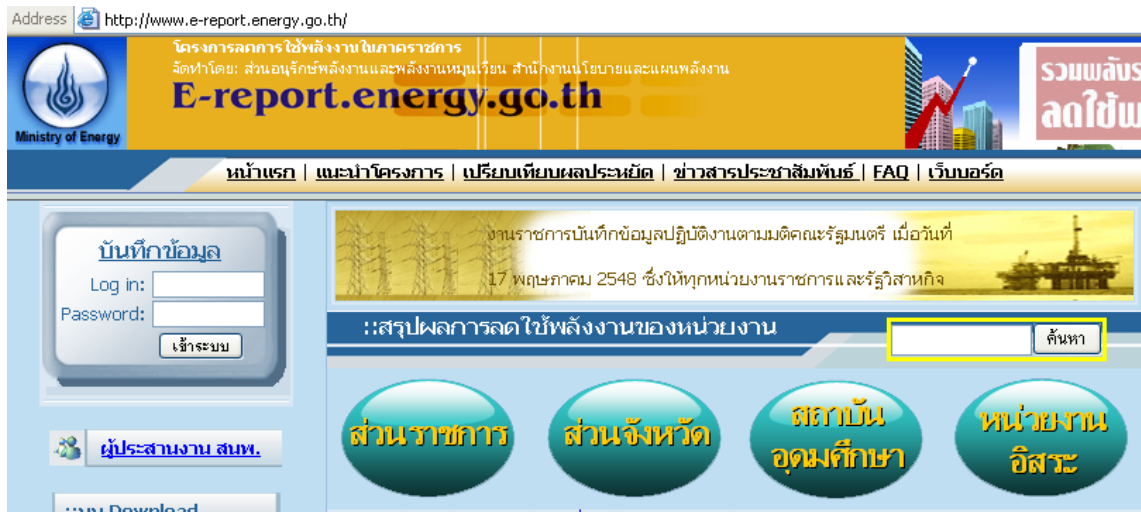 Address http://www.e-report.energy.go.th/
โครงการลดการใช้พลังงานในภาคราชการ
จัดทำโดย: ส่วนอนุรักษ์พลังงานและพลังงานหมุนเวียน สำนักงานนโยบายและแผนพลังงาน
E-report.energy.go.th
Ministry of Energy
รวมพลัง
ลดใช้
หน้าแรก | แนะนำโครงการ | เปรียบเทียบผลประหยัด | ข่าวสารประชาสัมพันธ์ | FAQ | เว็บบอร์ด
บันทึกข้อมูล
Log in:
Password:
เข้าระบบ
งานราชการบันทึกข้อมูลปฏิบัติงานตามมติคณะรัฐมนตรี เมื่อวันที่
17 พฤษภาคม 2548 ซึ่งให้ทุกหน่วยงานราชการและรัฐวิสาหกิจ
::สรุปผลการลดใช้พลังงานของหน่วยงาน
ค้นหา
ส่วนราชการ
ส่วนจังหวัด
สถาบัน
อุดมศึกษา
หน่วยงาน
อิสระ
ผู้ประสานงาน สนพ.
Download